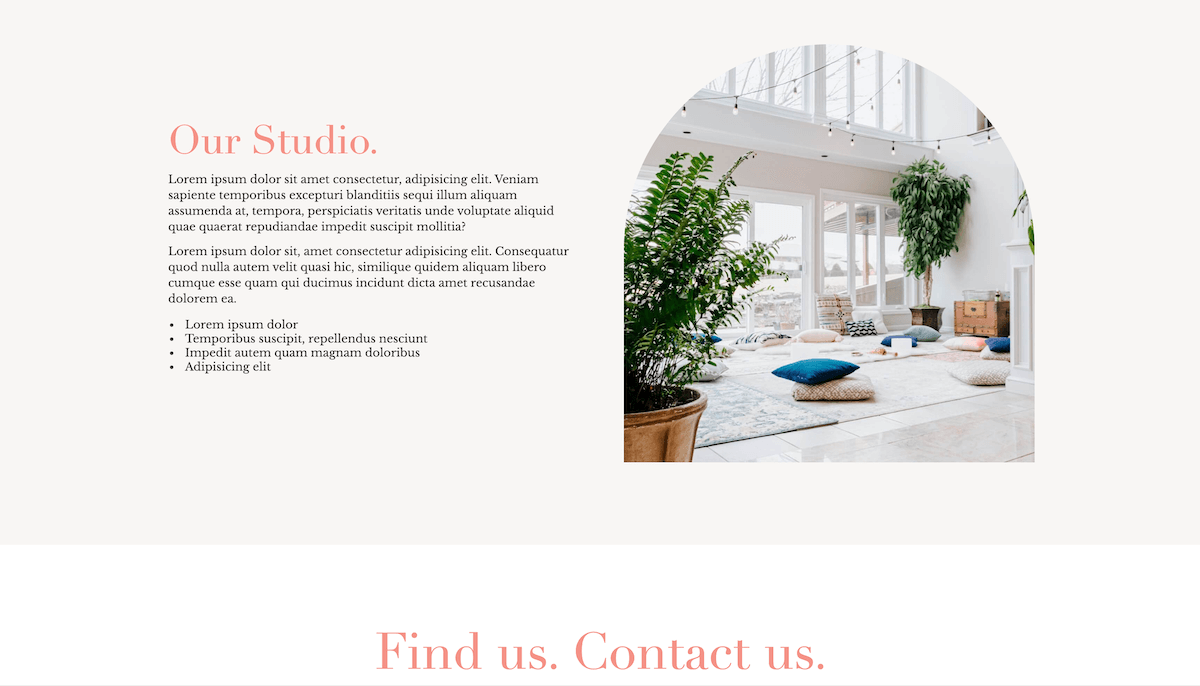 Our Studio.
Lorem ipsum dolor sit amet consectetur, adipisicing elit. Veniam
sapiente temporibus excepturi blanditiis sequi illum aliquam
assumenda at, tempora, perspiciatis veritatis unde voluptate aliquid
quae quaerat repudiandae impedit suscipit mollitia?
Lorem ipsum dolor sit, amet consectetur adipisicing elit. Consequatur
quod nulla autem velit quasi hic, similique quidem aliquam libero
cumque esse quam qui ducimus incidunt dicta amet recusandae
dolorem ea.
• Lorem ipsum dolor
• Temporibus suscipit, repellendus nesciunt
• Impedit autem quam magnam doloribus
• Adipisicing elit
Find us. Contact us.